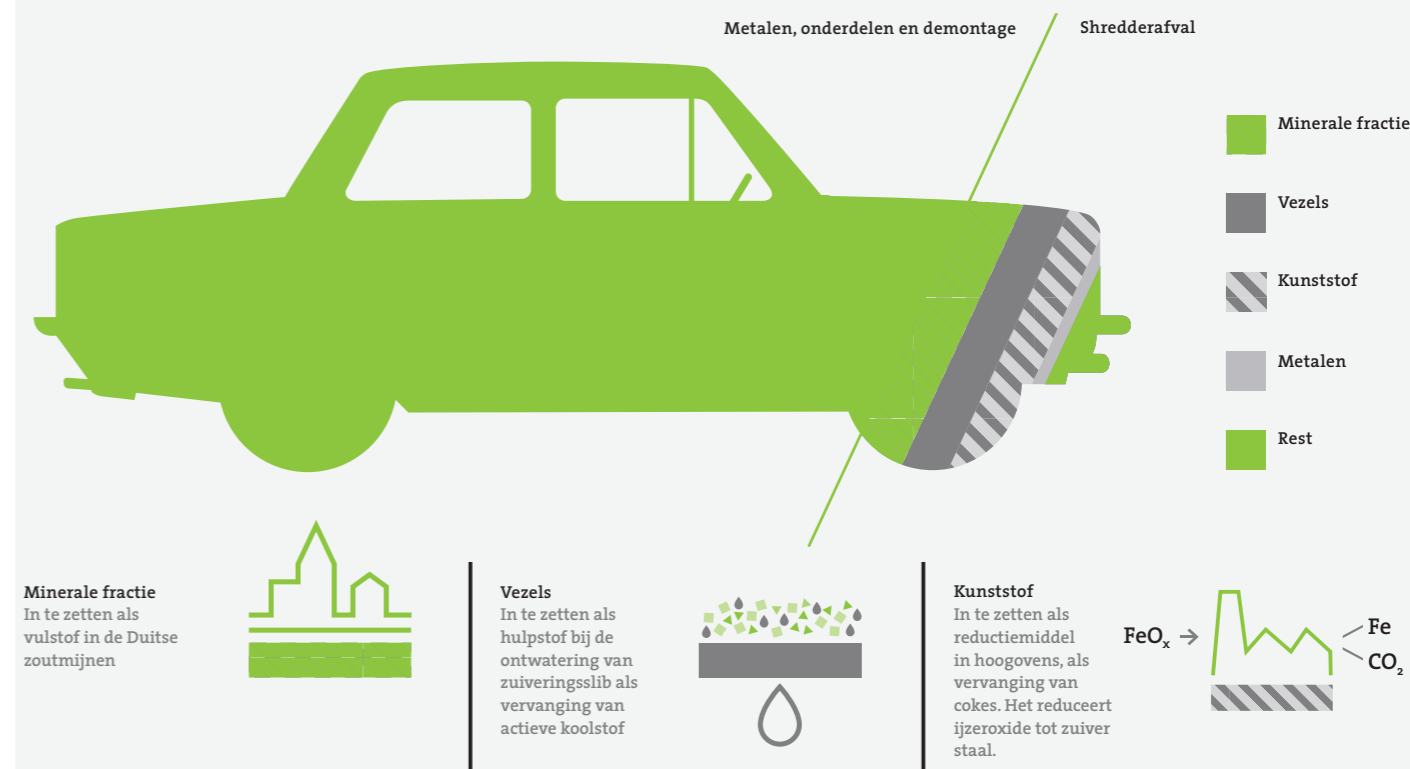 Metalen, onderdelen en demontage
Shredderafval
Minerale fractie
Vezels
Kunststof
Metalen
Rest
Minerale fractie
In te zetten als
vulstof in de Duitse
zoutmijnen
Vezels
In te zetten als
hulpstof bij de
ontwatering van
zuiveringsslib als
vervanging van
actieve koolstof
Kunststof
In te zetten als
reductiemiddel
in hoogovens, als
vervanging van
cokes. Het reduceert
ijzeroxide tot zuiver
staal.
FeOₓ →
Fe
CO₂